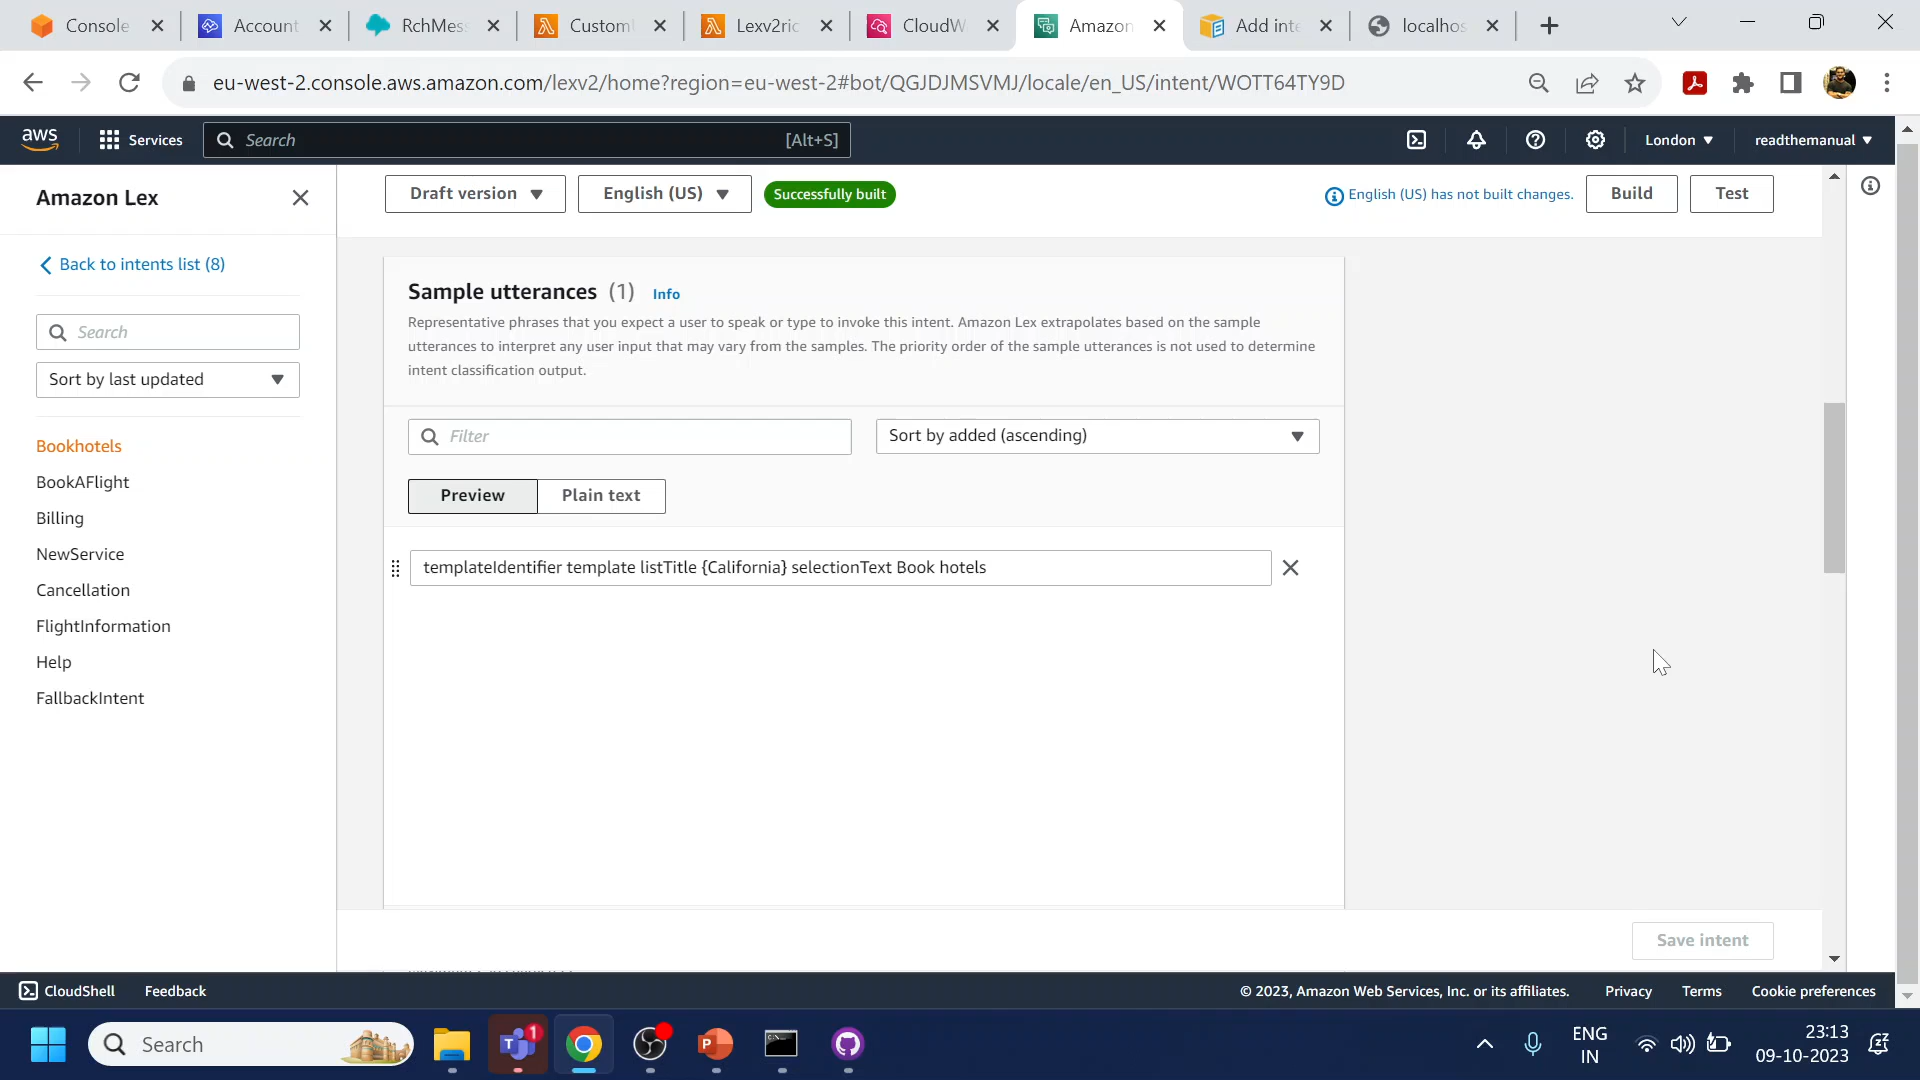 Console
Account
RchMes
Custom
Lexv2ric
CloudW
Amazon
Add inte
localhos
eu-west-2.console.aws.amazon.com/lexv2/home?region=eu-west-2#bot/QGJDJMSVMJ/locale/en_US/intent/WOTT64TY9D
aws
Services
Search
[Alt+S]
London
readthemanual
Amazon Lex
Draft version
English (US)
Successfully built
English (US) has not built changes.
Build
Test
Back to intents list (8)
Search
Sort by last updated
Bookhotels
BookAFlight
Billing
NewService
Cancellation
FlightInformation
Help
FallbackIntent
Sample utterances (1) Info
Representative phrases that you expect a user to speak or type to invoke this intent. Amazon Lex extrapolates based on the sample
utterances to interpret any user input that may vary from the samples. The priority order of the sample utterances is not used to determine
intent classification output.
Filter
Sort by added (ascending)
Preview
Plain text
templateIdentifier template listTitle {California} selectionText Book hotels
Save intent
CloudShell
Feedback
© 2023, Amazon Web Services, Inc. or its affiliates.
Privacy
Terms
Cookie preferences
Search
ENG
IN
23:13
09-10-2023